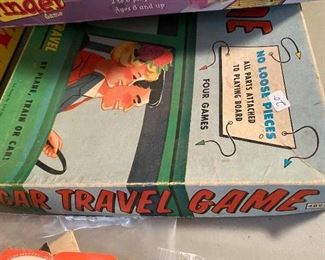 Game
Ages 8 and up
TRAVEL
BY PLANE, TRAIN OR CAR!
NO LOOSE PIECES
ALL PARTS ATTACHED
TO PLAYING BOARD
FOUR GAMES
CAR TRAVEL GAME